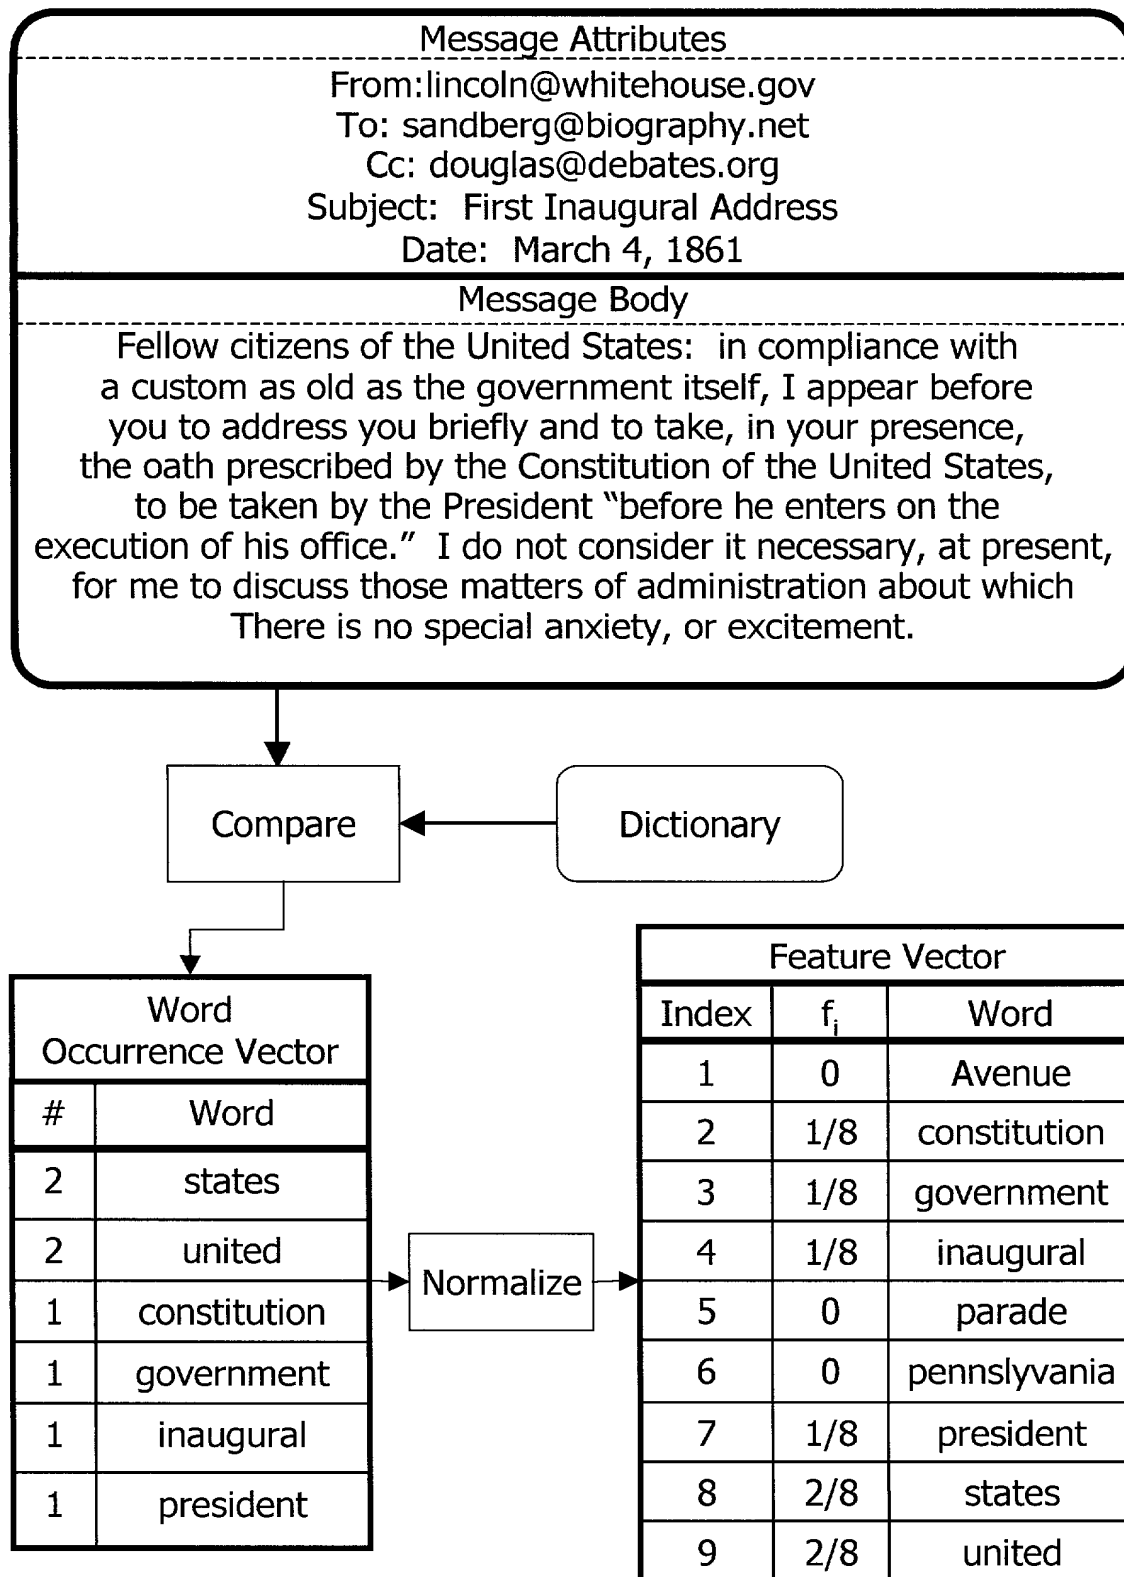 Message Attributes
From:lincoln@whitehouse.gov
To: sandberg@biography.net
Cc: douglas@debates.org
Subject: First Inaugural Address
Date: March 4, 1861
Message Body
Fellow citizens of the United States: in compliance with
a custom as old as the government itself, I appear before
you to address you briefly and to take, in your presence,
the oath prescribed by the Constitution of the United States,
to be taken by the President “before he enters on the
execution of his office.” I do not consider it necessary, at present,
for me to discuss those matters of administration about which
There is no special anxiety, or excitement.
Compare
Dictionary
Word
Occurrence Vector
# Word
2 states
2 united
1 constitution
1 government
1 inaugural
1 president
Normalize
Feature Vector
Index fi Word
1 0 Avenue
2 1/8 constitution
3 1/8 government
4 1/8 inaugural
5 0 parade
6 0 pennslyvania
7 1/8 president
8 2/8 states
9 2/8 united